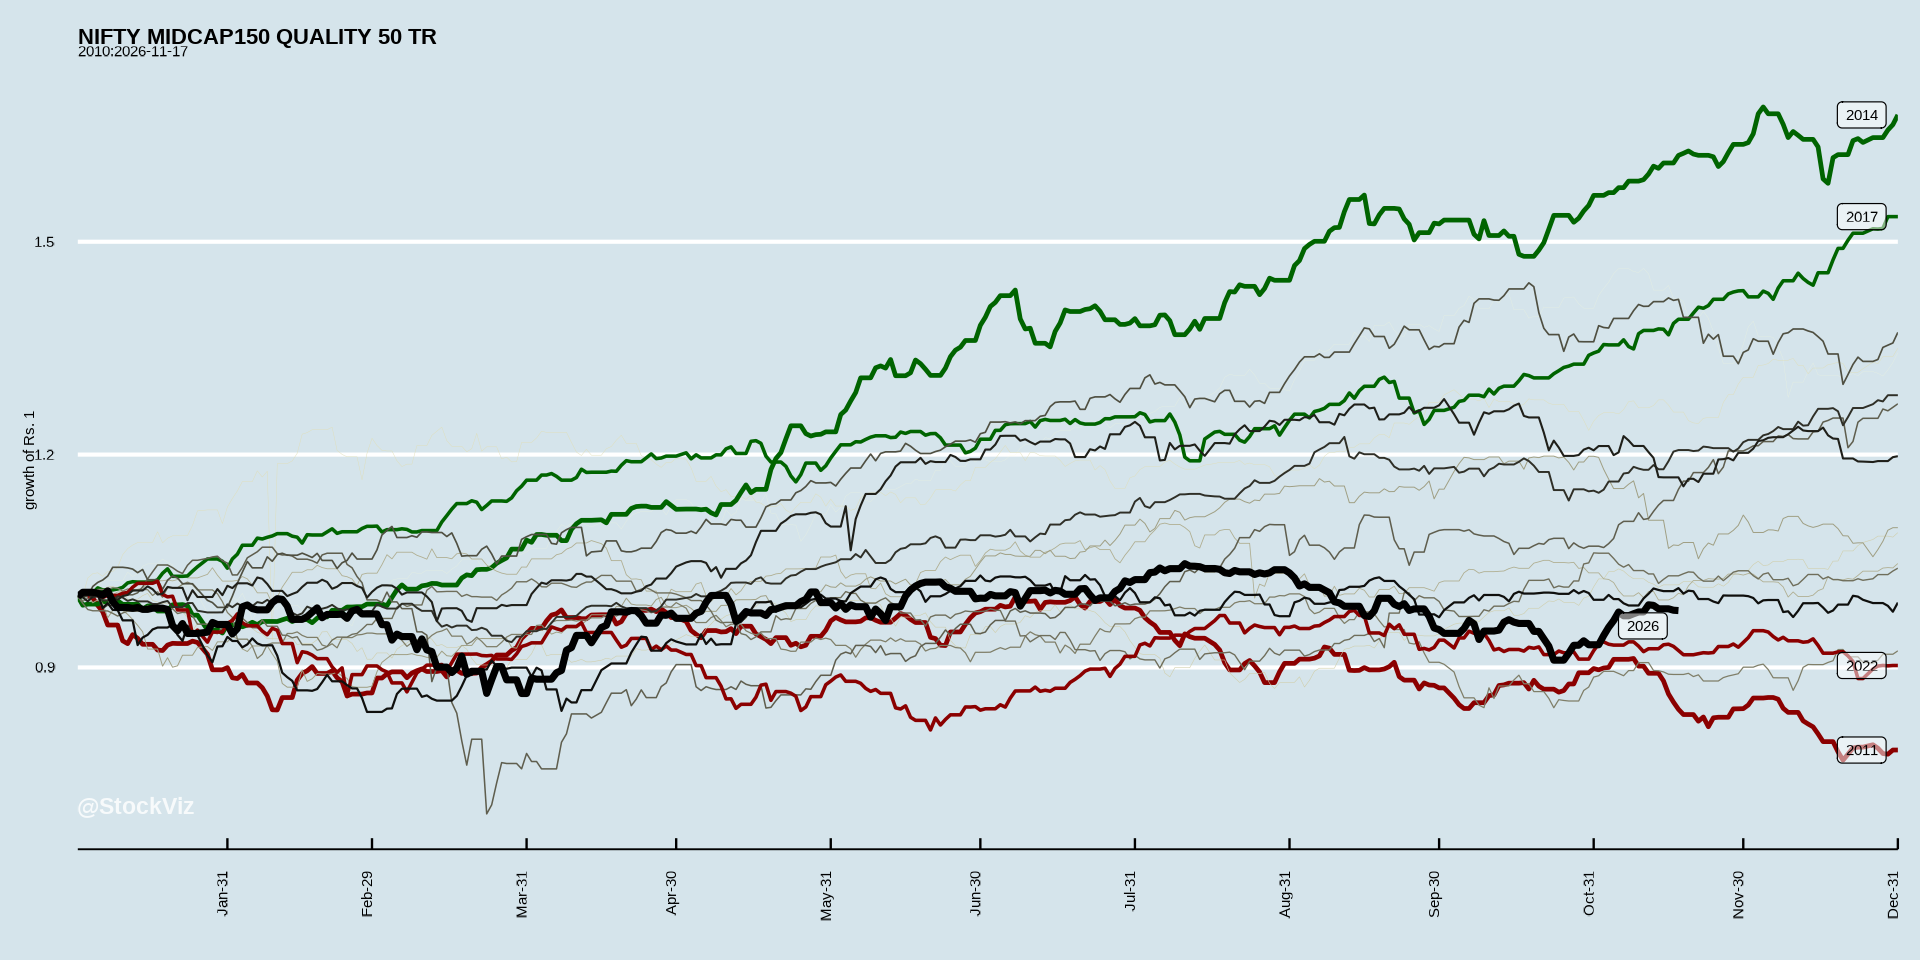 NIFTY MIDCAP150 QUALITY 50 TR
2010:2026-11-17
2014
2017
1.5
growth of Rs. 1
1.2
2026
0.9
2022
2011
@StockViz
Jan-31
Feb-29
Mar-31
Apr-30
May-31
Jun-30
Jul-31
Aug-31
Sep-30
Oct-31
Nov-30
Dec-31